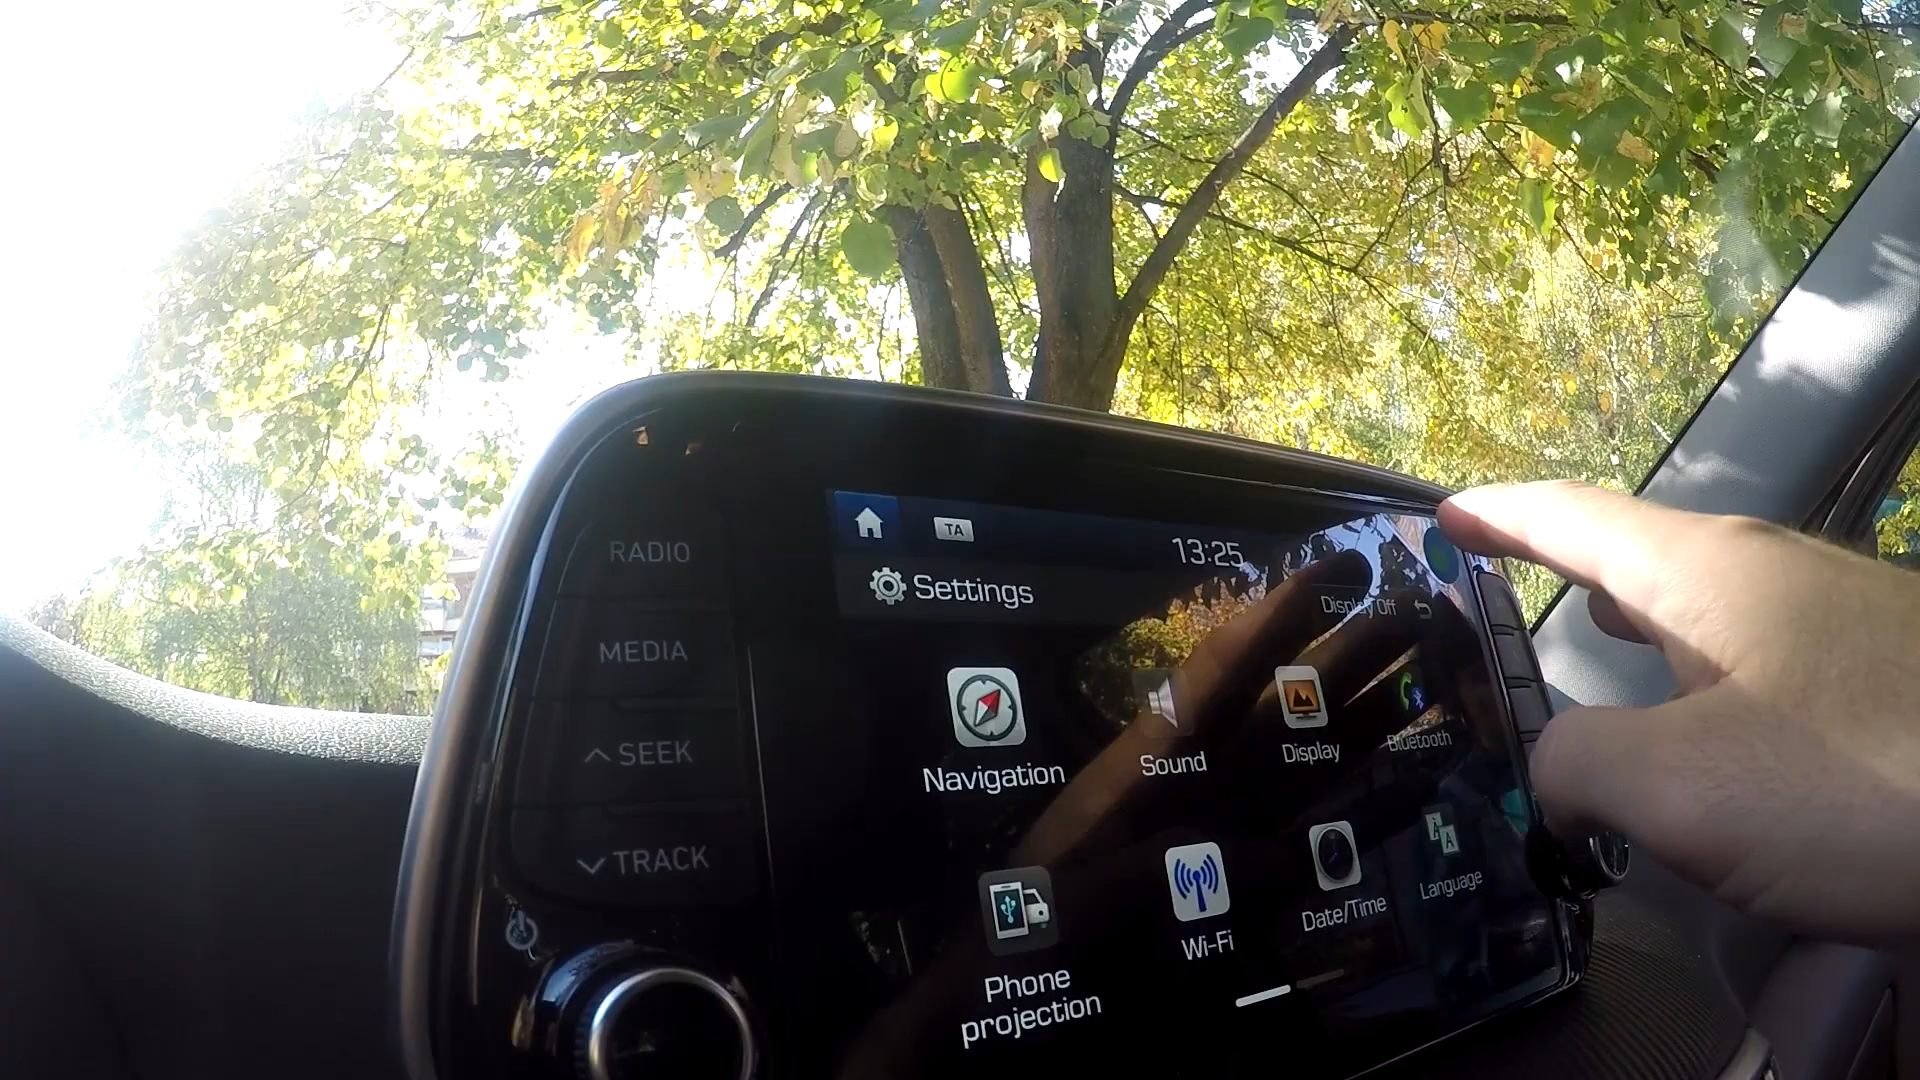 RADIO
MEDIA
SEEK
TRACK
TA
13:25
Settings
Display Off
Navigation
Sound
Display
Bluetooth
Phone
projection
Wi-Fi
Date/Time
Language